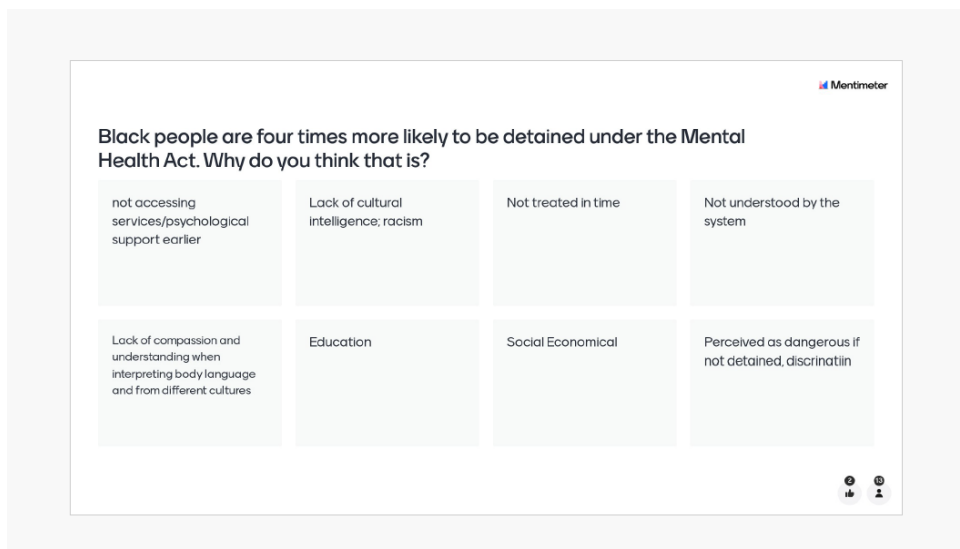 Mentimeter
Black people are four times more likely to be detained under the Mental
Health Act. Why do you think that is?
not accessing
services/psychological
support earlier
Lack of cultural
intelligence; racism
Not treated in time
Not understood by the
system
Lack of compassion and
understanding when
interpreting body language
and from different cultures
Education
Social Economical
Perceived as dangerous if
not detained, discrinatiin
2
13